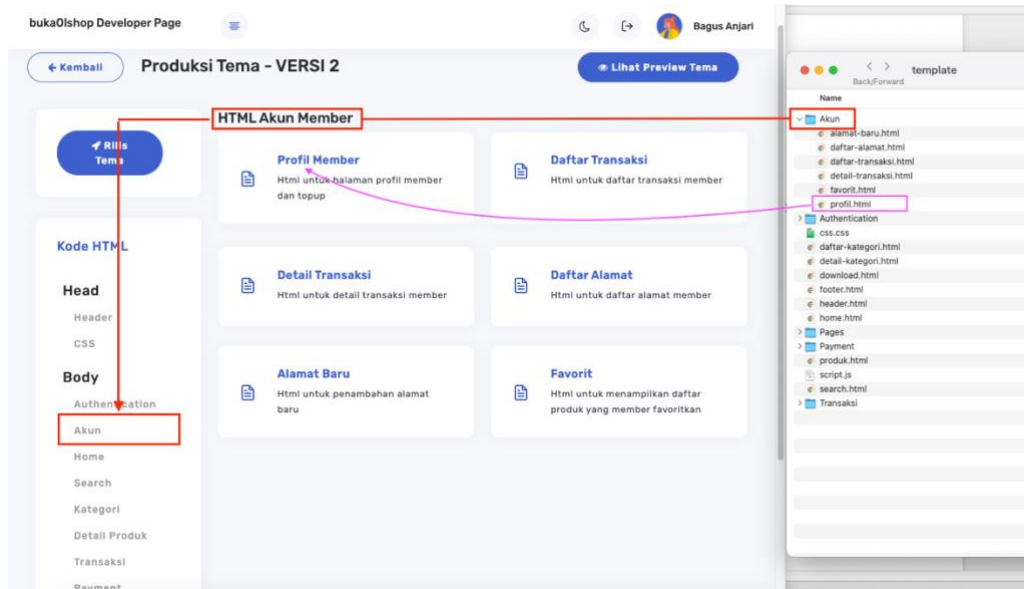 bukaOlshop Developer Page
Bagus Anjari
Kembali
Produksi Tema - VERSI 2
Lihat Preview Tema
HTML Akun Member
Rilis
Tema
Kode HTML
Head
Header
CSS
Body
Authentication
Akun
Home
Search
Kategori
Detail Produk
Transaksi
Payment
Profil Member
Html untuk halaman profil member
dan topup
Daftar Transaksi
Html untuk daftar transaksi member
Detail Transaksi
Html untuk detail transaksi member
Daftar Alamat
Html untuk daftar alamat member
Alamat Baru
Html untuk penambahan alamat
baru
Favorit
Html untuk menampilkan daftar
produk yang member favoritkan
template
Back/Forward
Name
Akun
alamat-baru.html
daftar-alamat.html
daftar-transaksi.html
detail-transaksi.html
favorit.html
profil.html
Authentication
css.css
daftar-kategori.html
detail-kategori.html
download.html
footer.html
header.html
home.html
Pages
Payment
produk.html
script.js
search.html
Transaksi